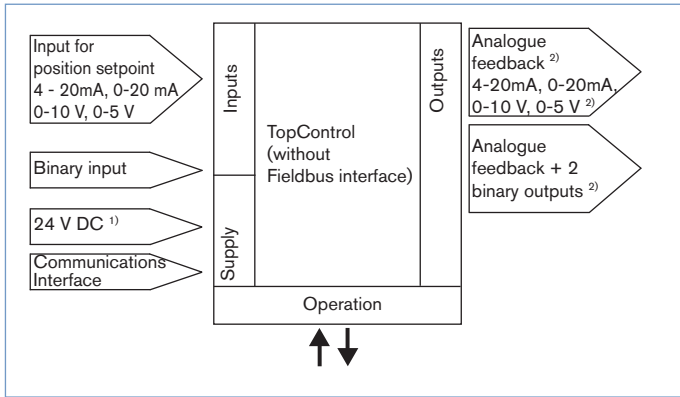 Input for
position setpoint
4 - 20mA, 0-20 mA
0-10 V, 0-5 V
Binary input
24 V DC 1)
Communications
Interface
Inputs
Supply
TopControl
(without
Fieldbus interface)
Operation
Outputs
Analogue
feedback 2)
4-20mA, 0-20mA,
0-10 V, 0-5 V 2)
Analogue
feedback + 2
binary outputs 2)